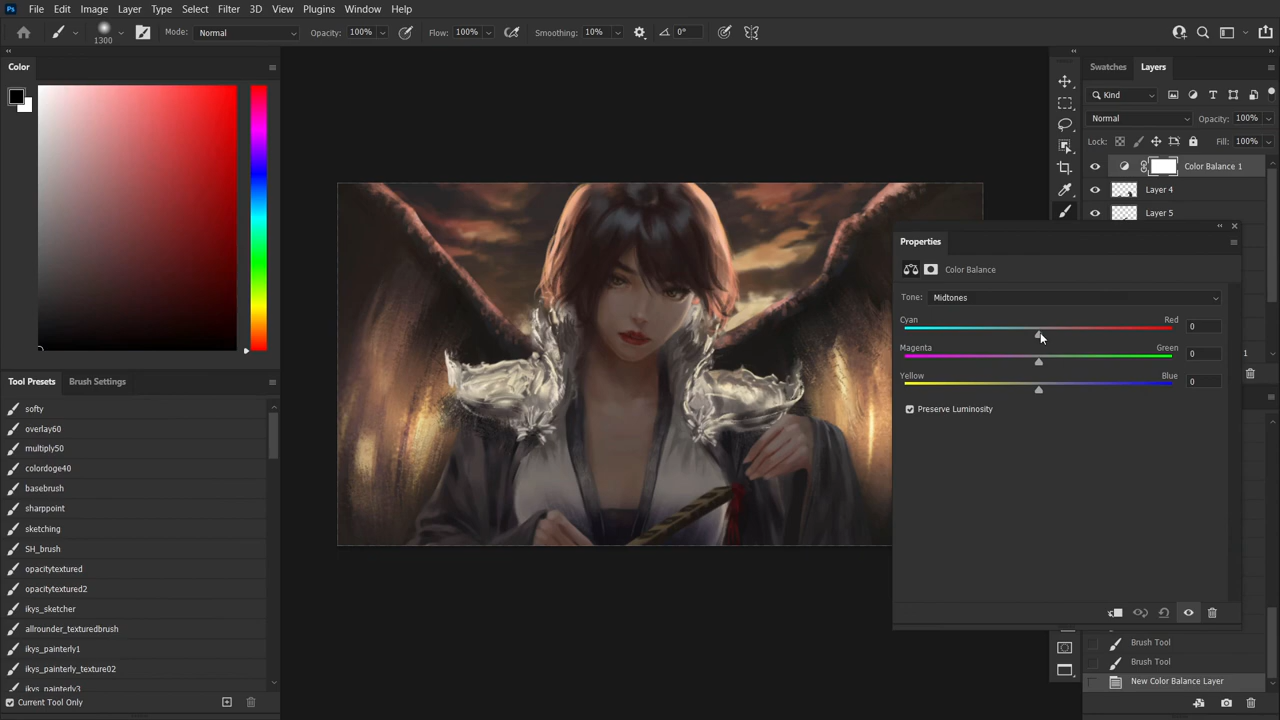 Ps File Edit Image Layer Type Select Filter 3D View Plugins Window Help
1300 Mode: Normal Opacity: 100% Flow: 100% Smoothing: 10% 0°
Color
Swatches Layers
Kind
Normal Opacity: 100%
Lock: Fill: 100%
Color Balance 1
Layer 4
Layer 5
Properties
Color Balance
Tone: Midtones
Cyan Red 0
Magenta Green 0
Yellow Blue 0
Preserve Luminosity
Tool Presets Brush Settings
softy
overlay60
multiply50
colordoge40
basebrush
sharppoint
sketching
SH_brush
opacitytextured
opacitytextured2
ikys_sketcher
allrounder_texturedbrush
ikys_painterly1
ikys_painterly_texture02
ikys_painterly3
Current Tool Only
Brush Tool
Brush Tool
New Color Balance Layer